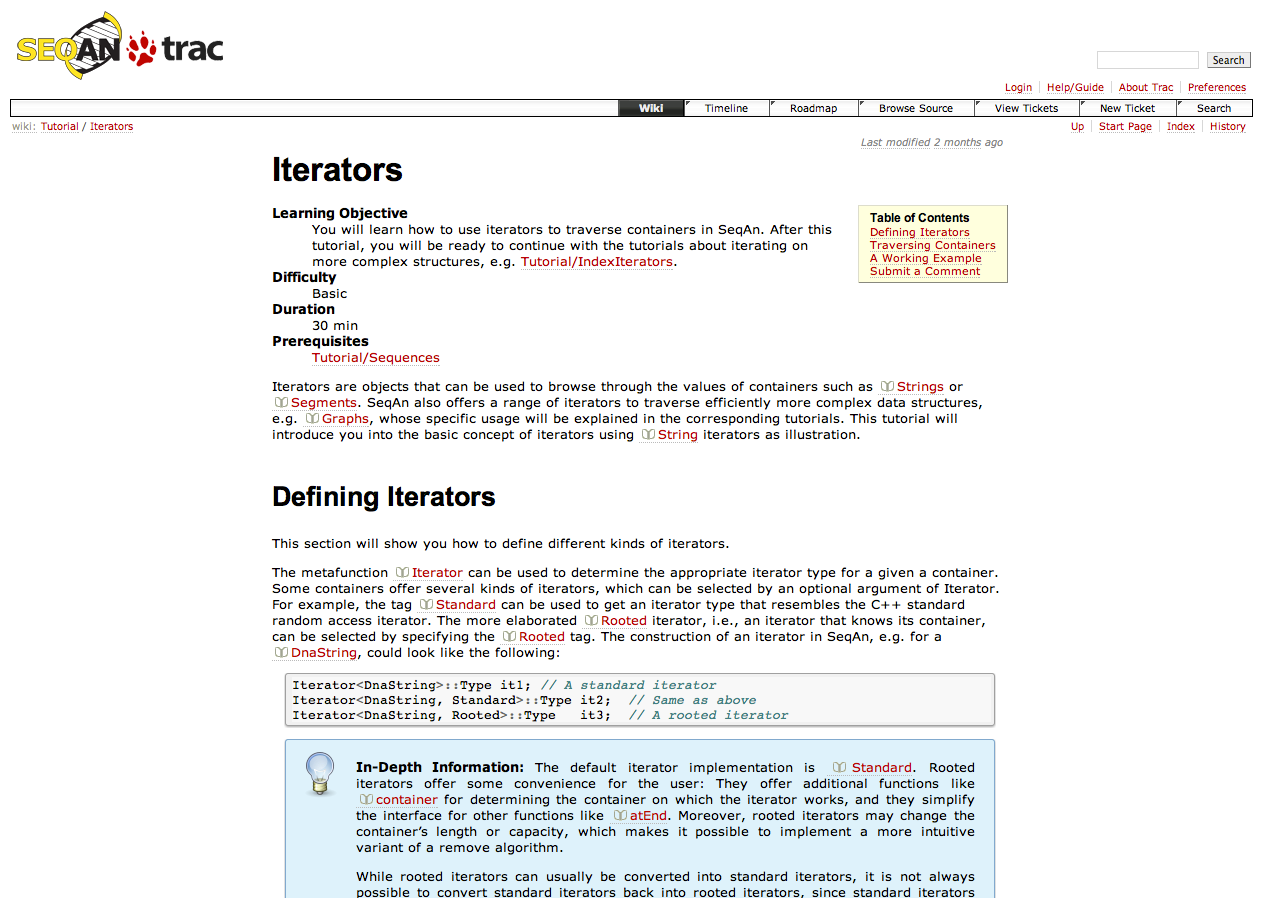 SEQAN trac
Search
Login Help/Guide About Trac Preferences
Wiki Timeline Roadmap Browse Source View Tickets New Ticket Search
wiki: Tutorial / Iterators
Up Start Page Index History
Last modified 2 months ago
Iterators
Learning Objective
You will learn how to use iterators to traverse containers in SeqAn. After this
tutorial, you will be ready to continue with the tutorials about iterating on
more complex structures, e.g. Tutorial/IndexIterators.
Difficulty
Basic
Duration
30 min
Prerequisites
Tutorial/Sequences
Table of Contents
Defining Iterators
Traversing Containers
A Working Example
Submit a Comment
Iterators are objects that can be used to browse through the values of containers such as Strings or
Segments. SeqAn also offers a range of iterators to traverse efficiently more complex data structures,
e.g. Graphs, whose specific usage will be explained in the corresponding tutorials. This tutorial will
introduce you into the basic concept of iterators using String iterators as illustration.
Defining Iterators
This section will show you how to define different kinds of iterators.
The metafunction Iterator can be used to determine the appropriate iterator type for a given a container.
Some containers offer several kinds of iterators, which can be selected by an optional argument of Iterator.
For example, the tag Standard can be used to get an iterator type that resembles the C++ standard
random access iterator. The more elaborated Rooted iterator, i.e., an iterator that knows its container,
can be selected by specifying the Rooted tag. The construction of an iterator in SeqAn, e.g. for a
DnaString, could look like the following:
Iterator<DnaString>::Type it1; // A standard iterator
Iterator<DnaString, Standard>::Type it2;  // Same as above
Iterator<DnaString, Rooted>::Type   it3;  // A rooted iterator
In-Depth Information: The default iterator implementation is Standard. Rooted
iterators offer some convenience for the user: They offer additional functions like
container for determining the container on which the iterator works, and they simplify
the interface for other functions like atEnd. Moreover, rooted iterators may change the
container’s length or capacity, which makes it possible to implement a more intuitive
variant of a remove algorithm.
While rooted iterators can usually be converted into standard iterators, it is not always
possible to convert standard iterators back into rooted iterators, since standard iterators